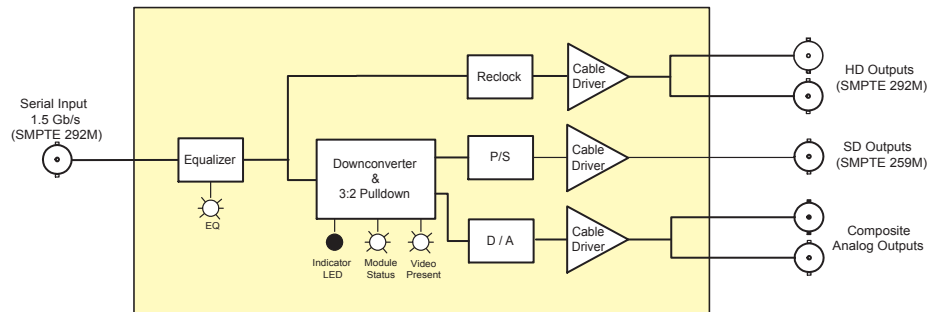 Serial Input
1.5 Gb/s
(SMPTE 292M)
Equalizer
EQ
Downconverter
&
3:2 Pulldown
Indicator
LED
Module
Status
Video
Present
Reclock
Cable
Driver
HD Outputs
(SMPTE 292M)
P/S
Cable
Driver
SD Outputs
(SMPTE 259M)
D / A
Cable
Driver
Composite
Analog Outputs